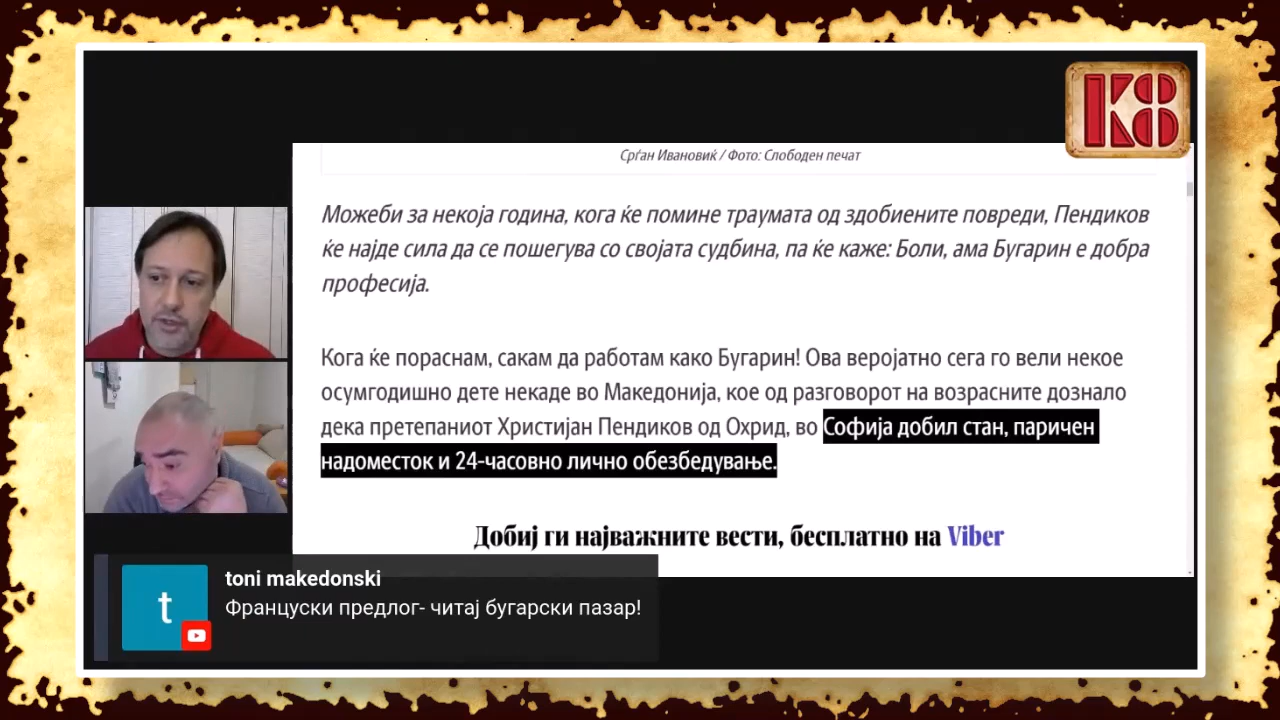 K8
Срѓан Ивановиќ / Фото: Слободен печат
Можеби за некоја година, кога ќе помине траумата од здобиените повреди, Пендиков
ќе најде сила да се пошегува со својата судбина, па ќе каже: Боли, ама Бугарин е добра
професија.
Кога ќе пораснам, сакам да работам како Бугарин! Ова веројатно сега го вели некое
осумгодишно дете некаде во Македонија, кое од разговорот на возрасните дознало
дека претепаниот Христијан Пендиков од Охрид, во Софија добил стан, паричен
надоместок и 24-часовно лично обезбедување.
Добиј ги најважните вести, бесплатно на Viber
t
toni makedonski
Француски предлог- читај бугарски пазар!